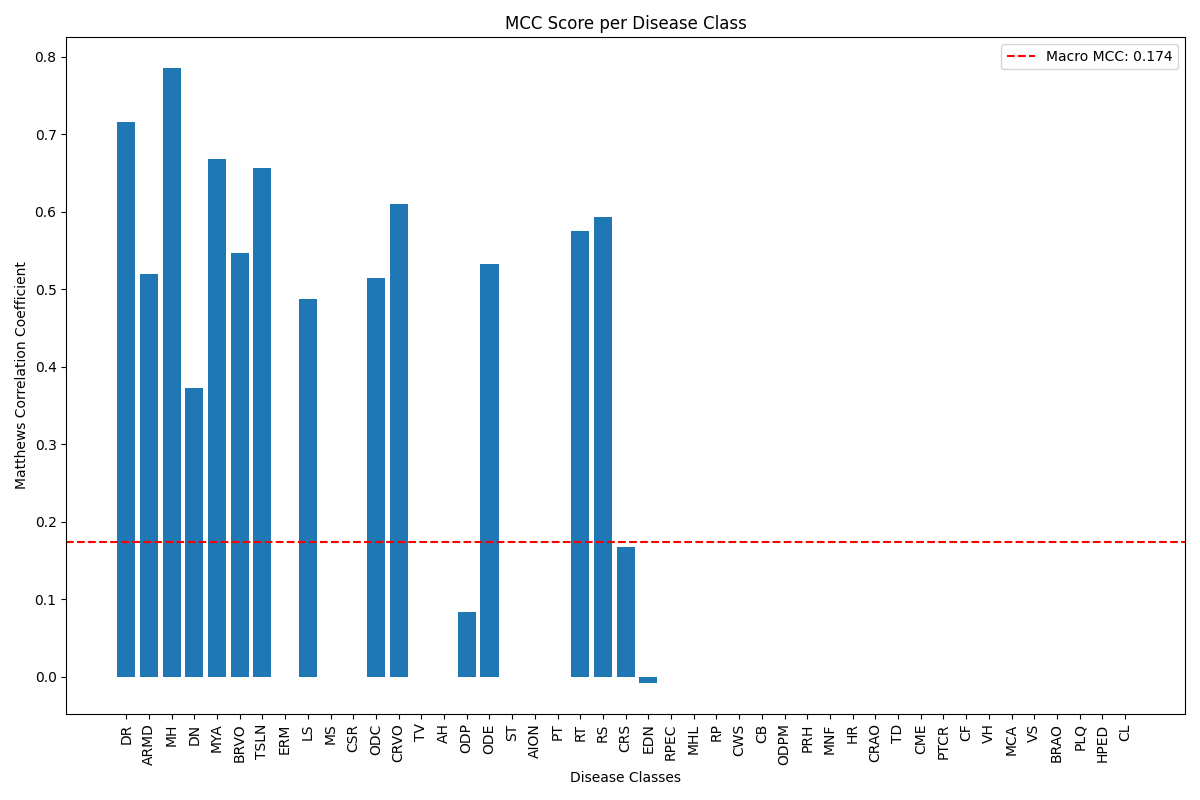 MCC Score per Disease Class
Macro MCC: 0.174
Matthews Correlation Coefficient
0.8
0.7
0.6
0.5
0.4
0.3
0.2
0.1
0.0
DR
ARMD
MH
DN
MYA
BRVO
TSLN
ERM
LS
MS
CSR
ODC
CRVO
TV
AH
ODP
ODE
ST
AION
PT
RT
RS
CRS
EDN
RPEC
MHL
RP
CWS
CB
ODPM
PRH
MNF
HR
CRAO
TD
CME
PTCR
CF
VH
MCA
VS
BRAO
PLQ
HPED
CL
Disease Classes